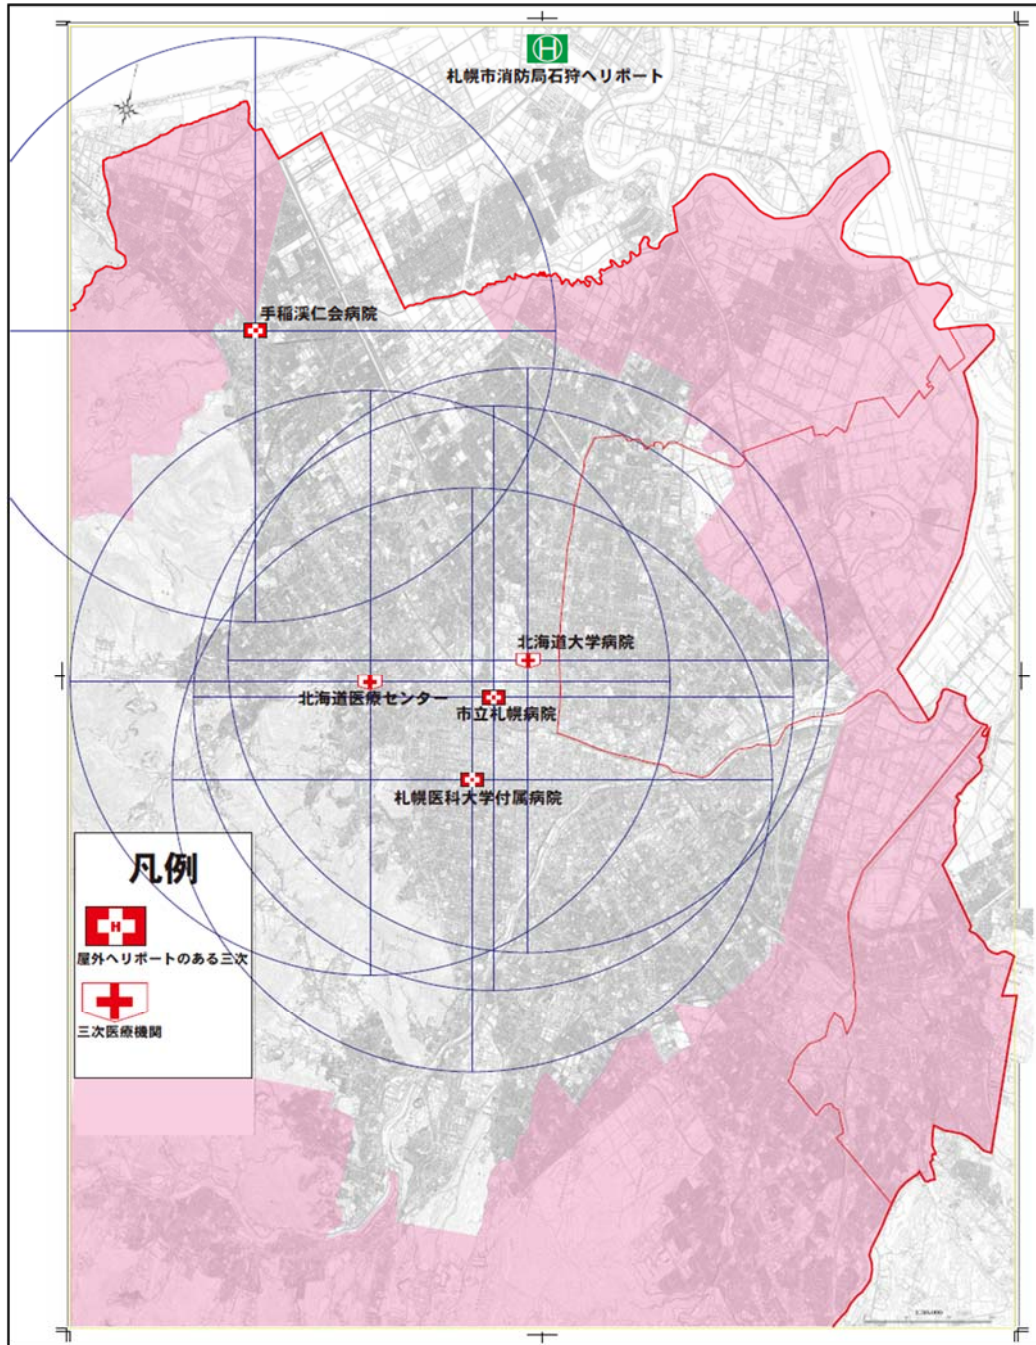 札幌市消防局石狩ヘリポート
手稲渓仁会病院
北海道大学病院
北海道医療センター
市立札幌病院
札幌医科大学付属病院
凡例
H
屋外ヘリポートのある三次
三次医療機関